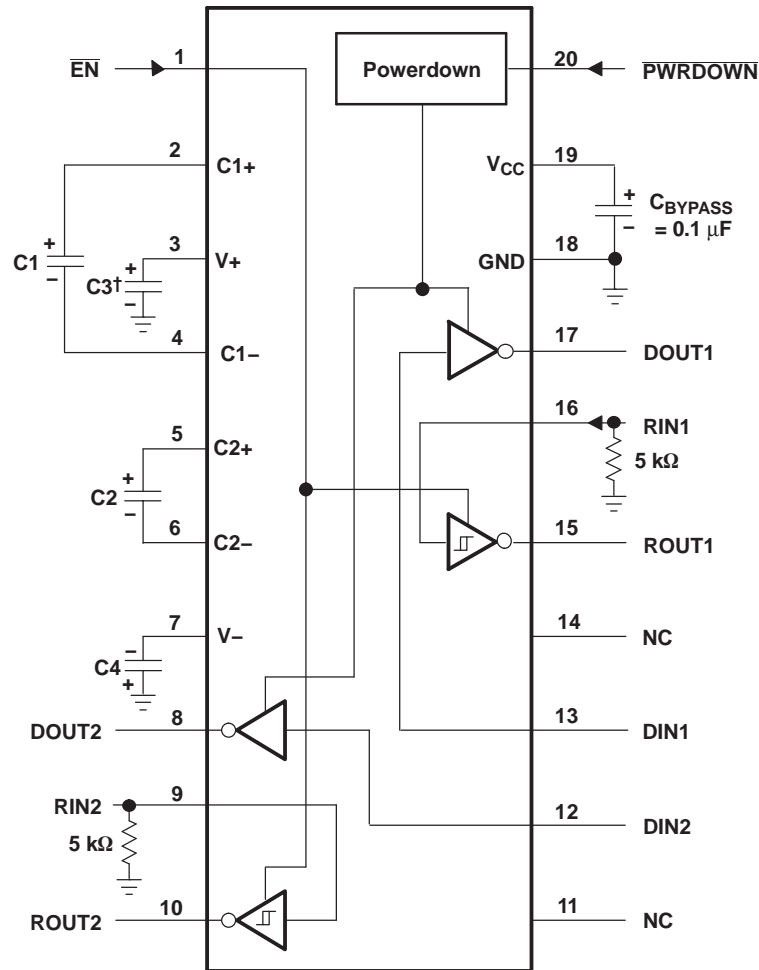 EN 1 Powerdown 20 PWRDOWN
2 C1+ VCC 19
+ CBYPASS
– = 0.1 µF
3 V+ GND 18
C1 + – C3† + –
4 C1– 17 DOUT1
16 RIN1
5 C2+ 5 kΩ
C2 + –
6 C2– 15 ROUT1
7 V– 14 NC
C4 – +
DOUT2 8 13 DIN1
RIN2 9 12 DIN2
5 kΩ
ROUT2 10 11 NC